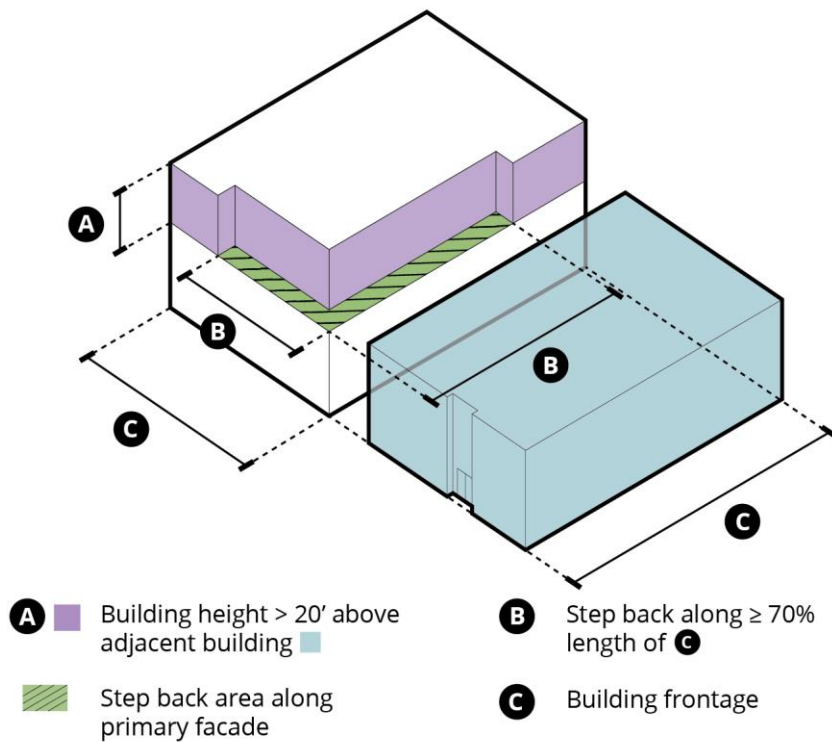 A
B
B
C
C
A Building height > 20’ above
adjacent building
Step back area along
primary facade
B Step back along ≥ 70%
length of C
C Building frontage